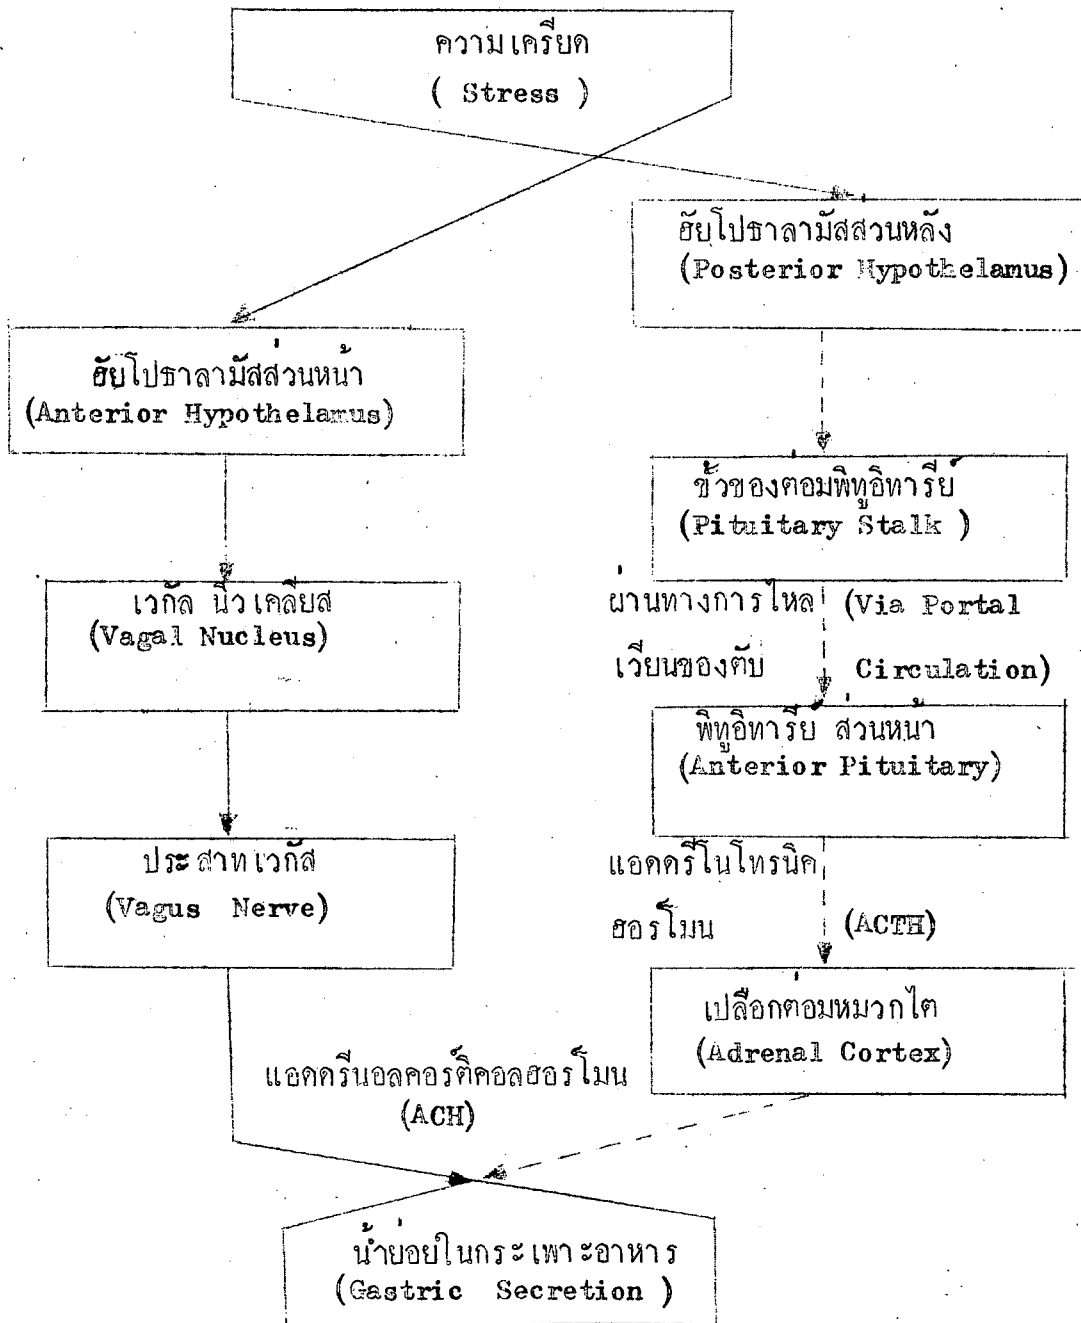 ความเครียด
( Stress )
ฮัยโปธาลามัสส่วนหลัง
(Posterior Hypothelamus)
ฮัยโปธาลามัสส่วนหน้า
(Anterior Hypothelamus)
ขั้วของต่อมพิทูอิทารีย์
(Pituitary Stalk )
เวกัล นิวเคลียส
(Vagal Nucleus)
ผ่านทางการไหล (Via Portal
เวียนของตับ Circulation)
พิทูอิทารีย ส่วนหน้า
(Anterior Pituitary)
ประสาทเวกัส
(Vagus Nerve)
แอดดรีโนโทรนิค
ฮอร์โมน (ACTH)
เปลือกต่อมหมวกไต
(Adrenal Cortex)
แอดดรีนอลคอร์ติคอลฮอร์โมน
(ACH)
น้ำย่อยในกระเพาะอาหาร
(Gastric Secretion )